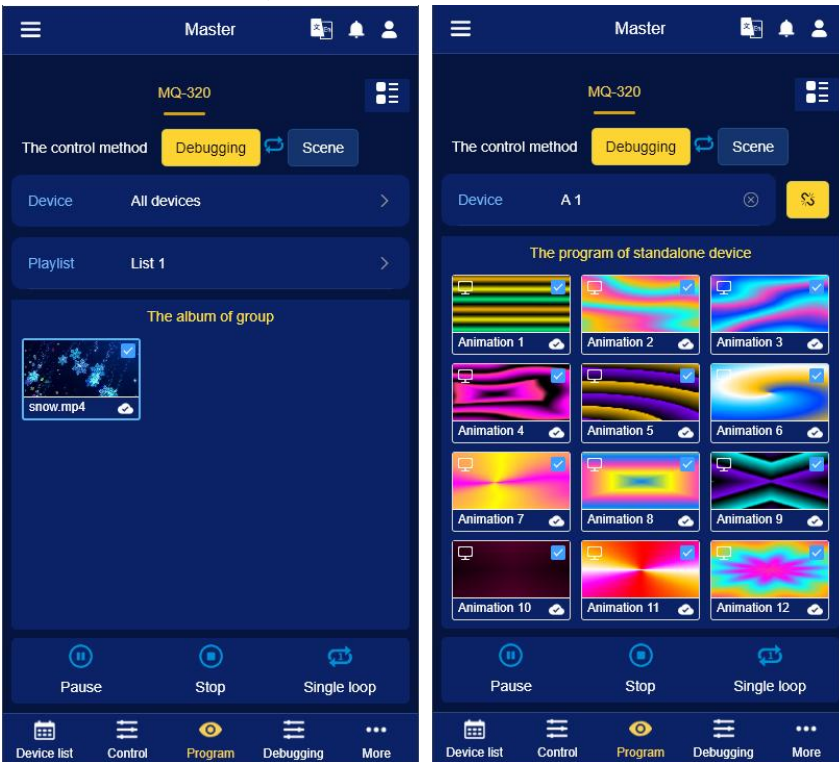 Master
MQ-320
The control method Debugging Scene
Device All devices
Playlist List 1
The album of group
snow.mp4
Pause Stop Single loop
Device list Control Program Debugging More
Master
MQ-320
The control method Debugging Scene
Device A 1
The program of standalone device
Animation 1 Animation 2 Animation 3
Animation 4 Animation 5 Animation 6
Animation 7 Animation 8 Animation 9
Animation 10 Animation 11 Animation 12
Pause Stop Single loop
Device list Control Program Debugging More